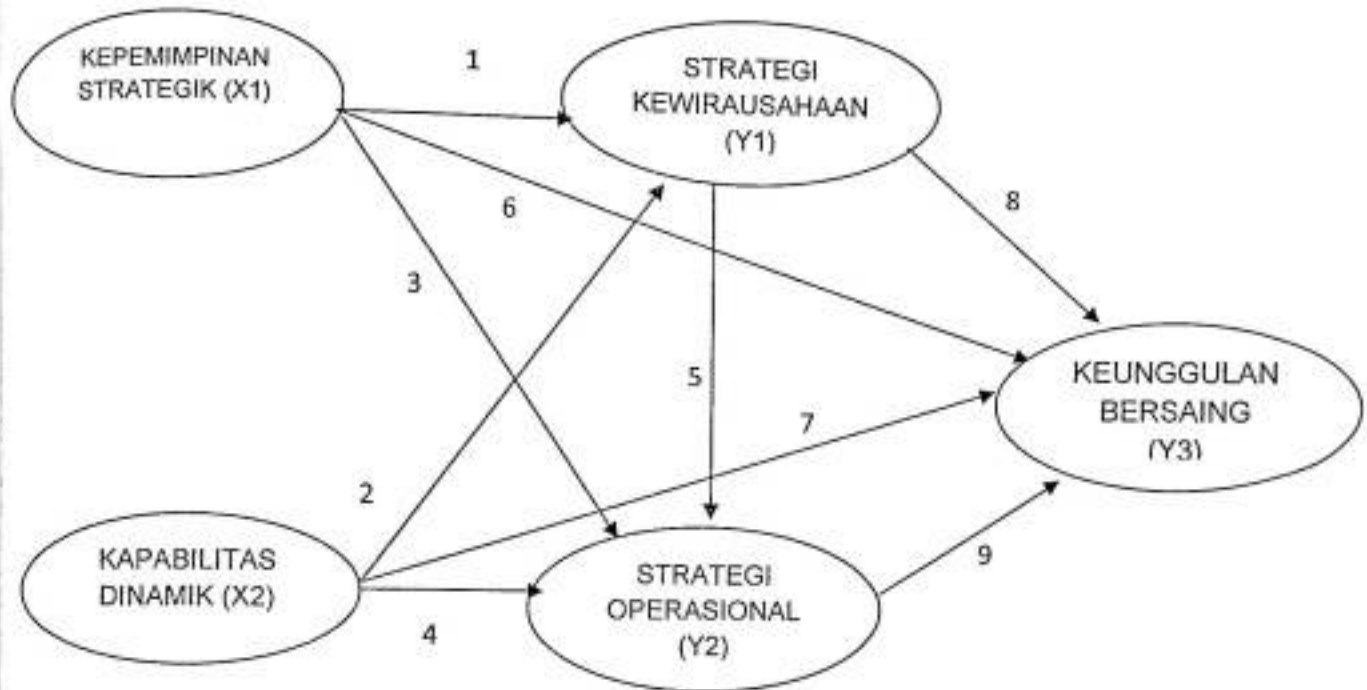 KEPEMIMPINAN
STRATEGIK (X1)
1
STRATEGI
KEWIRAUSAHAAN
(Y1)
6
8
3
5
KEUNGGULAN
BERSAING
(Y3)
7
2
KAPABILITAS
DINAMIK (X2)
4
STRATEGI
OPERASIONAL
(Y2)
9